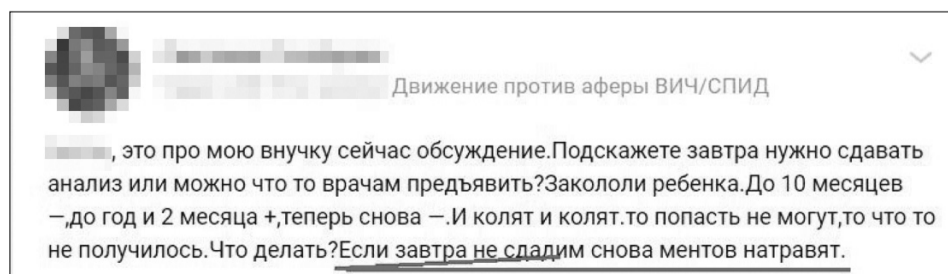 Движение против аферы ВИЧ/СПИД
, это про мою внучку сейчас обсуждение.Подскажете завтра нужно сдавать
анализ или можно что то врачам предъявить?Закололи ребенка.До 10 месяцев
–,до год и 2 месяца +,теперь снова –.И колят и колят.то попасть не могут,то что то
не получилось.Что делать?Если завтра не сдадим снова ментов натравят.